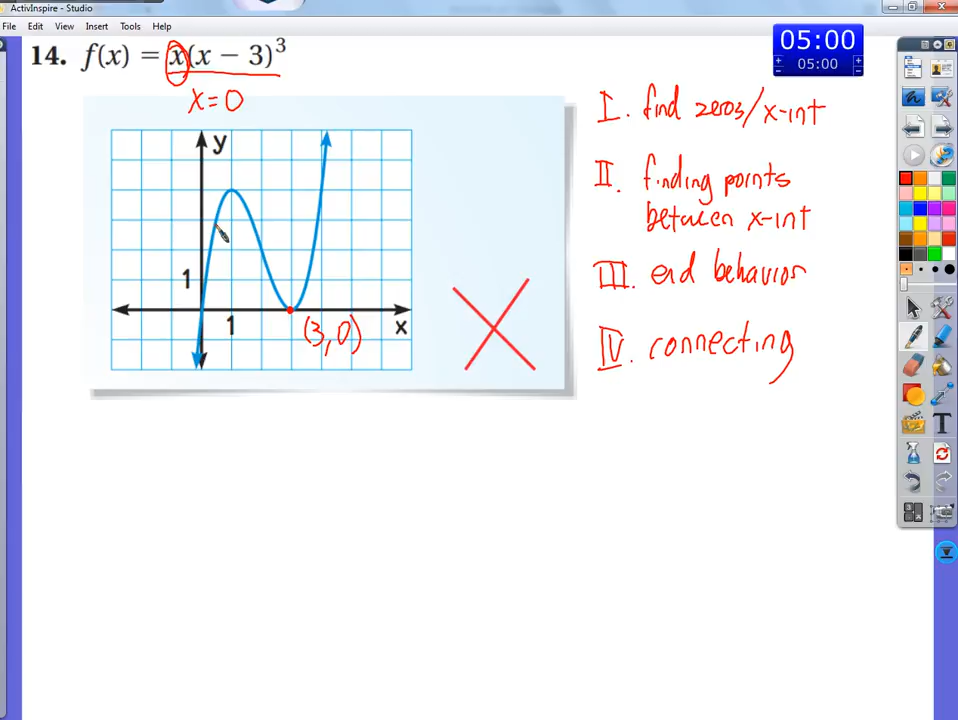 ActivInspire - Studio
File Edit View Insert Tools Help
14. f(x) = x(x − 3)³
x = 0
05:00
05:00
I. find zeros/x-int
II. finding points
between x-int
III. end behavior
IV. connecting
y
1
1
x
(3,0)